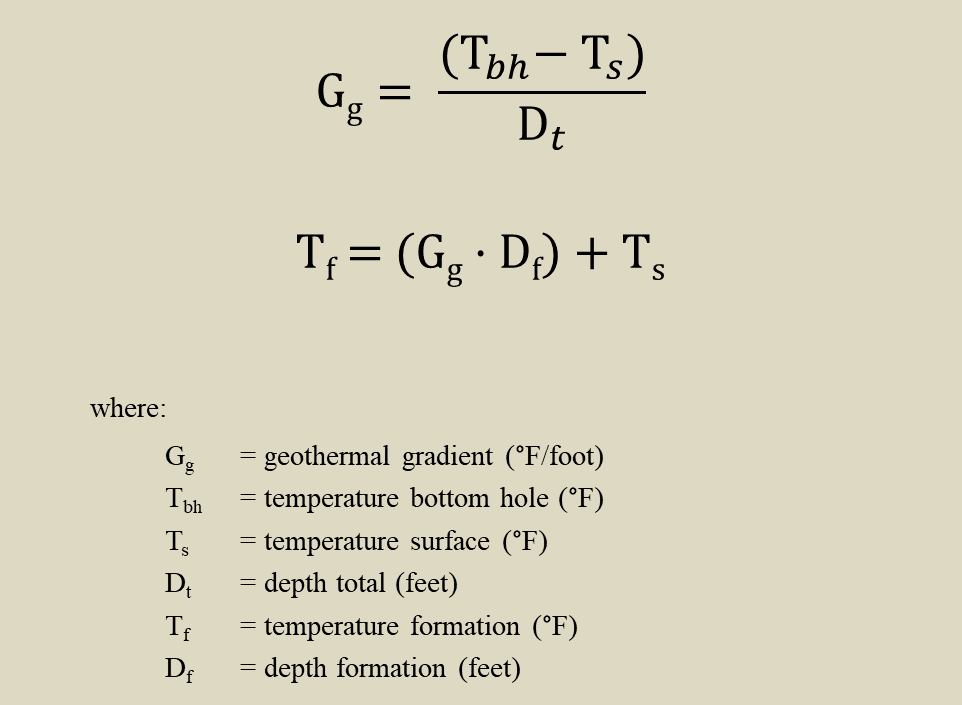 G_g = (T_bh − T_s) / D_t
T_f = (G_g · D_f) + T_s
where:
G_g = geothermal gradient (°F/foot)
T_bh = temperature bottom hole (°F)
T_s = temperature surface (°F)
D_t = depth total (feet)
T_f = temperature formation (°F)
D_f = depth formation (feet)